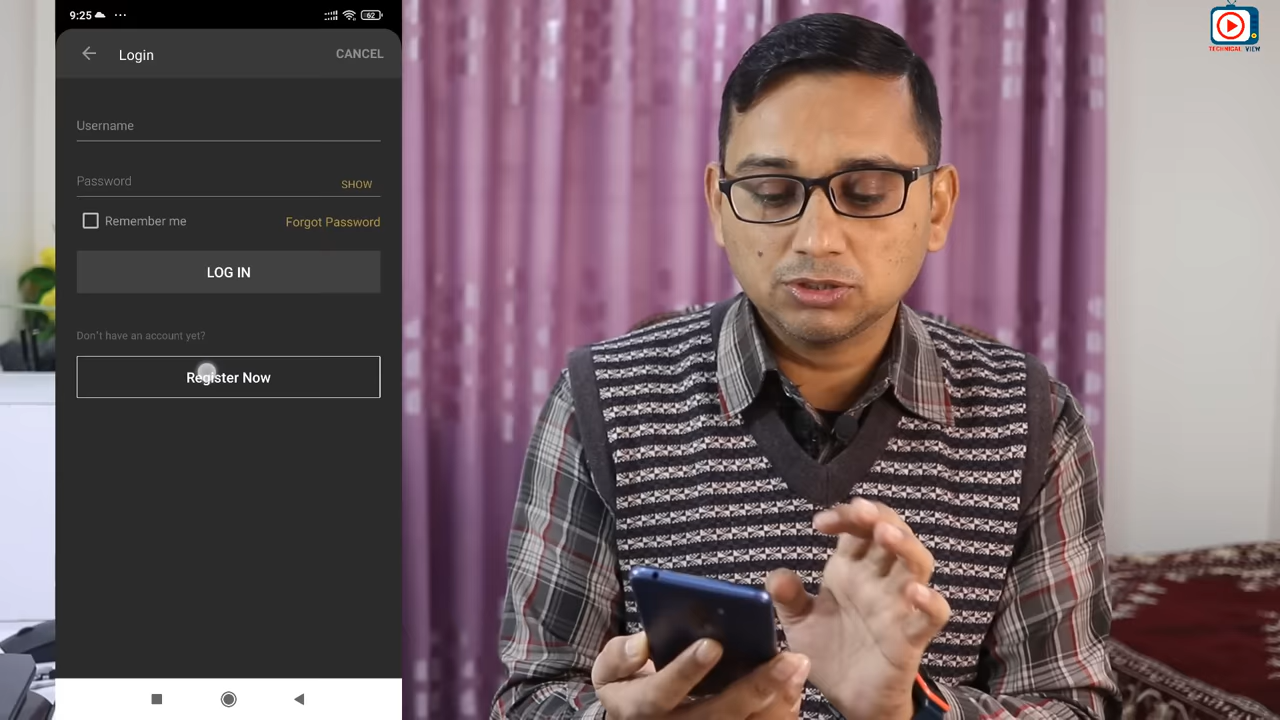 9:25
62
Login
CANCEL
Username
Password
SHOW
Remember me
Forgot Password
LOG IN
Don't have an account yet?
Register Now
TECHNICAL VIEW